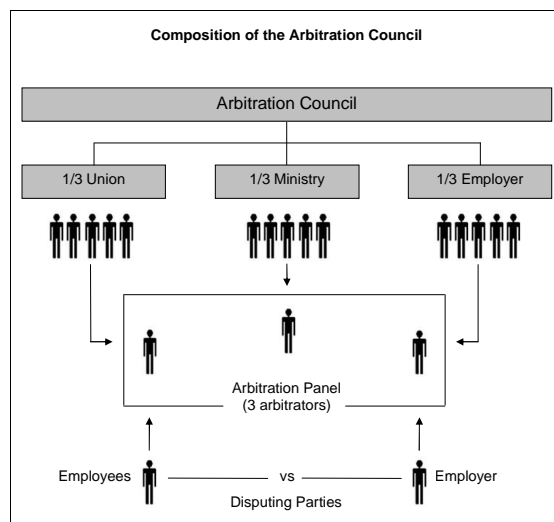 Composition of the Arbitration Council
Arbitration Council
1/3 Union
1/3 Ministry
1/3 Employer
Arbitration Panel
(3 arbitrators)
Employees
vs
Employer
Disputing Parties